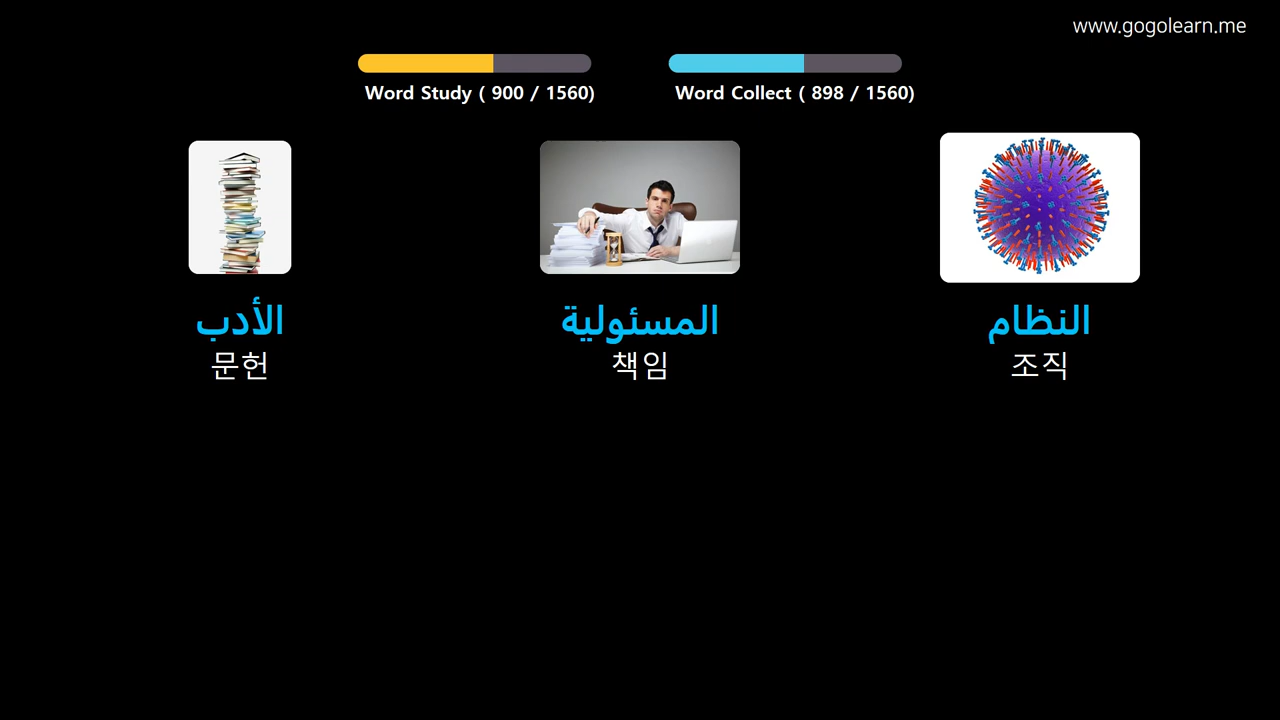 www.gogolearn.me
Word Study ( 900 / 1560)
Word Collect ( 898 / 1560)
الأدب
문헌
المسئولية
책임
النظام
조직